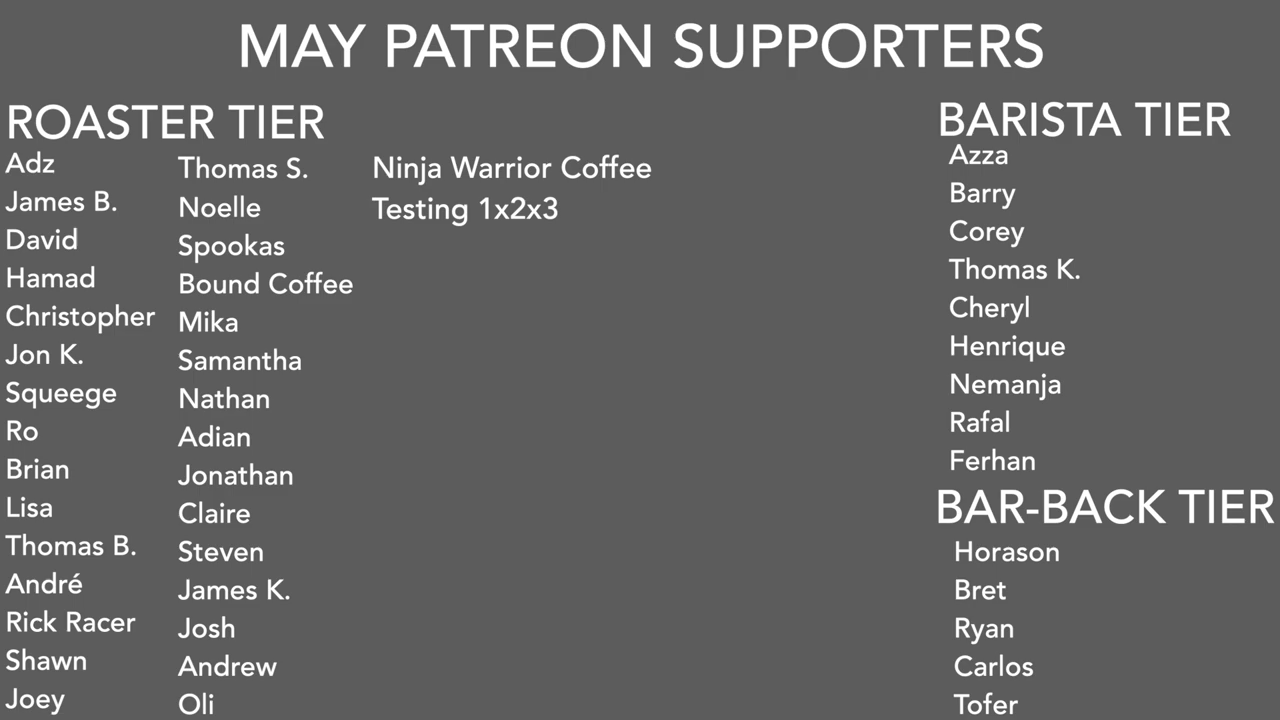 MAY PATREON SUPPORTERS
ROASTER TIER
Adz
James B.
David
Hamad
Christopher
Jon K.
Squeege
Ro
Brian
Lisa
Thomas B.
André
Rick Racer
Shawn
Joey
Thomas S.
Noelle
Spookas
Bound Coffee
Mika
Samantha
Nathan
Adian
Jonathan
Claire
Steven
James K.
Josh
Andrew
Oli
Ninja Warrior Coffee
Testing 1x2x3
BARISTA TIER
Azza
Barry
Corey
Thomas K.
Cheryl
Henrique
Nemanja
Rafal
Ferhan
BAR-BACK TIER
Horason
Bret
Ryan
Carlos
Tofer